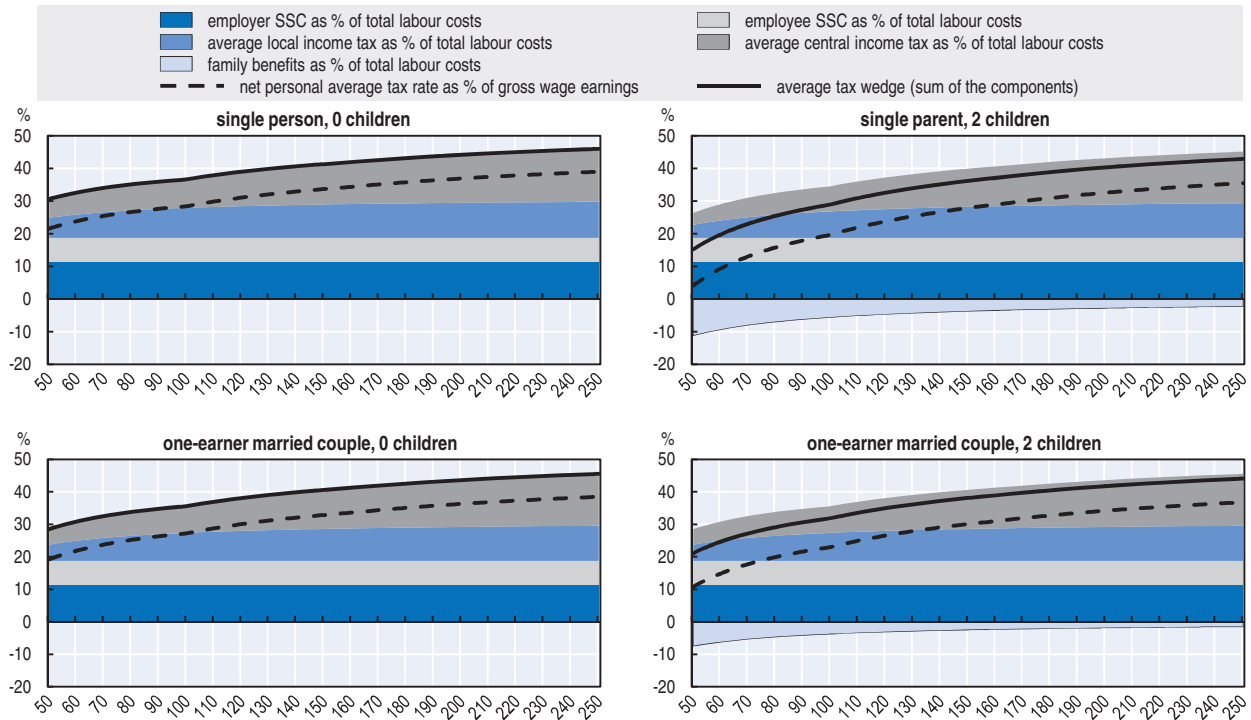 employer SSC as % of total labour costs
employee SSC as % of total labour costs
average local income tax as % of total labour costs
average central income tax as % of total labour costs
family benefits as % of total labour costs
net personal average tax rate as % of gross wage earnings
average tax wedge (sum of the components)
%
single person, 0 children
50
40
30
20
10
0
-10
-20
50 60 70 80 90 100 110 120 130 140 150 160 170 180 190 200 210 220 230 240 250
%
single parent, 2 children
50
40
30
20
10
0
-10
-20
50 60 70 80 90 100 110 120 130 140 150 160 170 180 190 200 210 220 230 240 250
%
one-earner married couple, 0 children
50
40
30
20
10
0
-10
-20
50 60 70 80 90 100 110 120 130 140 150 160 170 180 190 200 210 220 230 240 250
%
one-earner married couple, 2 children
50
40
30
20
10
0
-10
-20
50 60 70 80 90 100 110 120 130 140 150 160 170 180 190 200 210 220 230 240 250